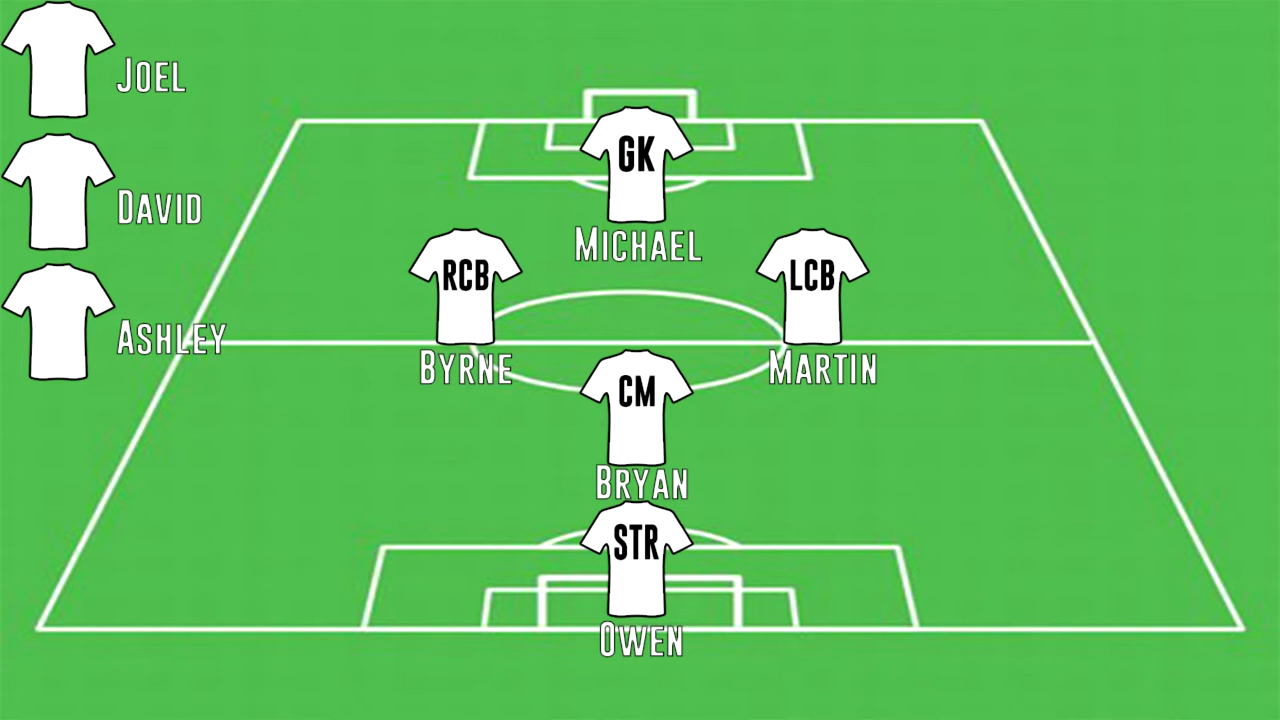 Joel
David
Ashley
GK
Michael
RCB
Byrne
LCB
Martin
CM
Bryan
STR
Owen